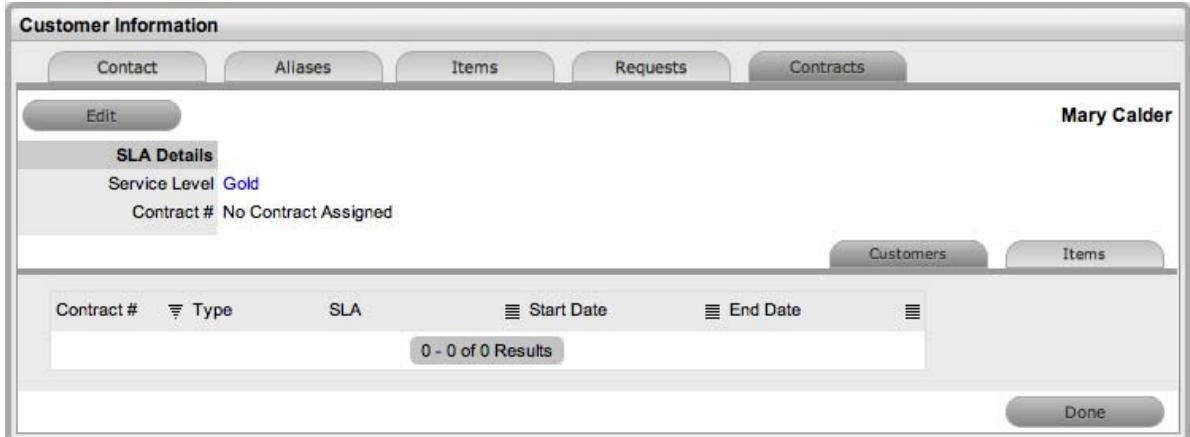 Customer Information
Contact Aliases Items Requests Contracts
Edit Mary Calder
SLA Details
Service Level Gold
Contract # No Contract Assigned
Customers Items
Contract # Type SLA Start Date End Date
0 - 0 of 0 Results
Done